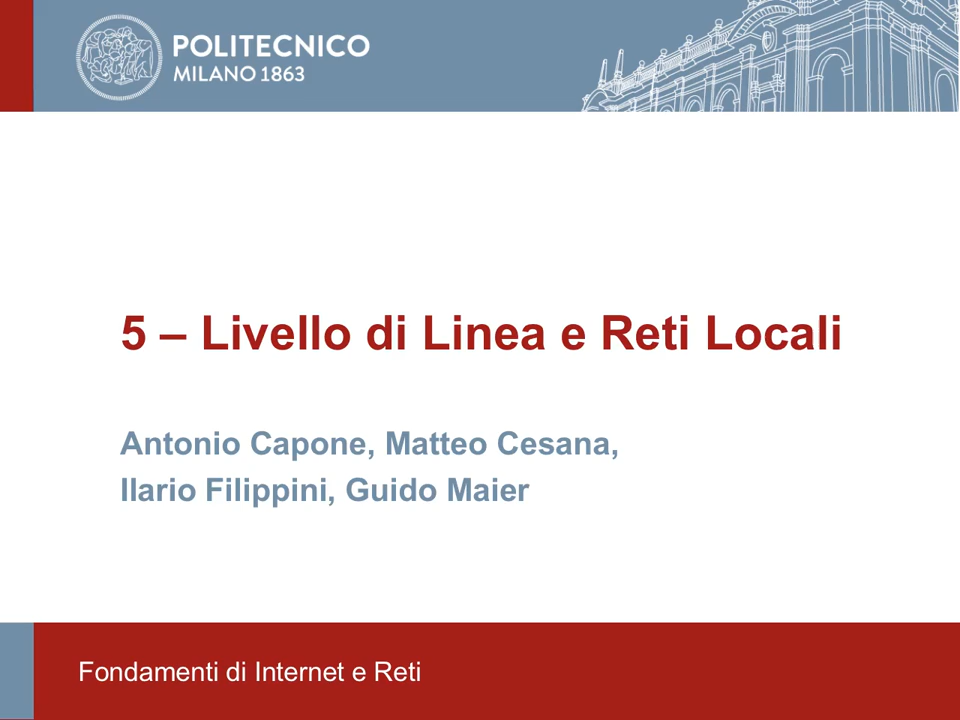 POLITECNICO
MILANO 1863
5 – Livello di Linea e Reti Locali
Antonio Capone, Matteo Cesana,
Ilario Filippini, Guido Maier
Fondamenti di Internet e Reti